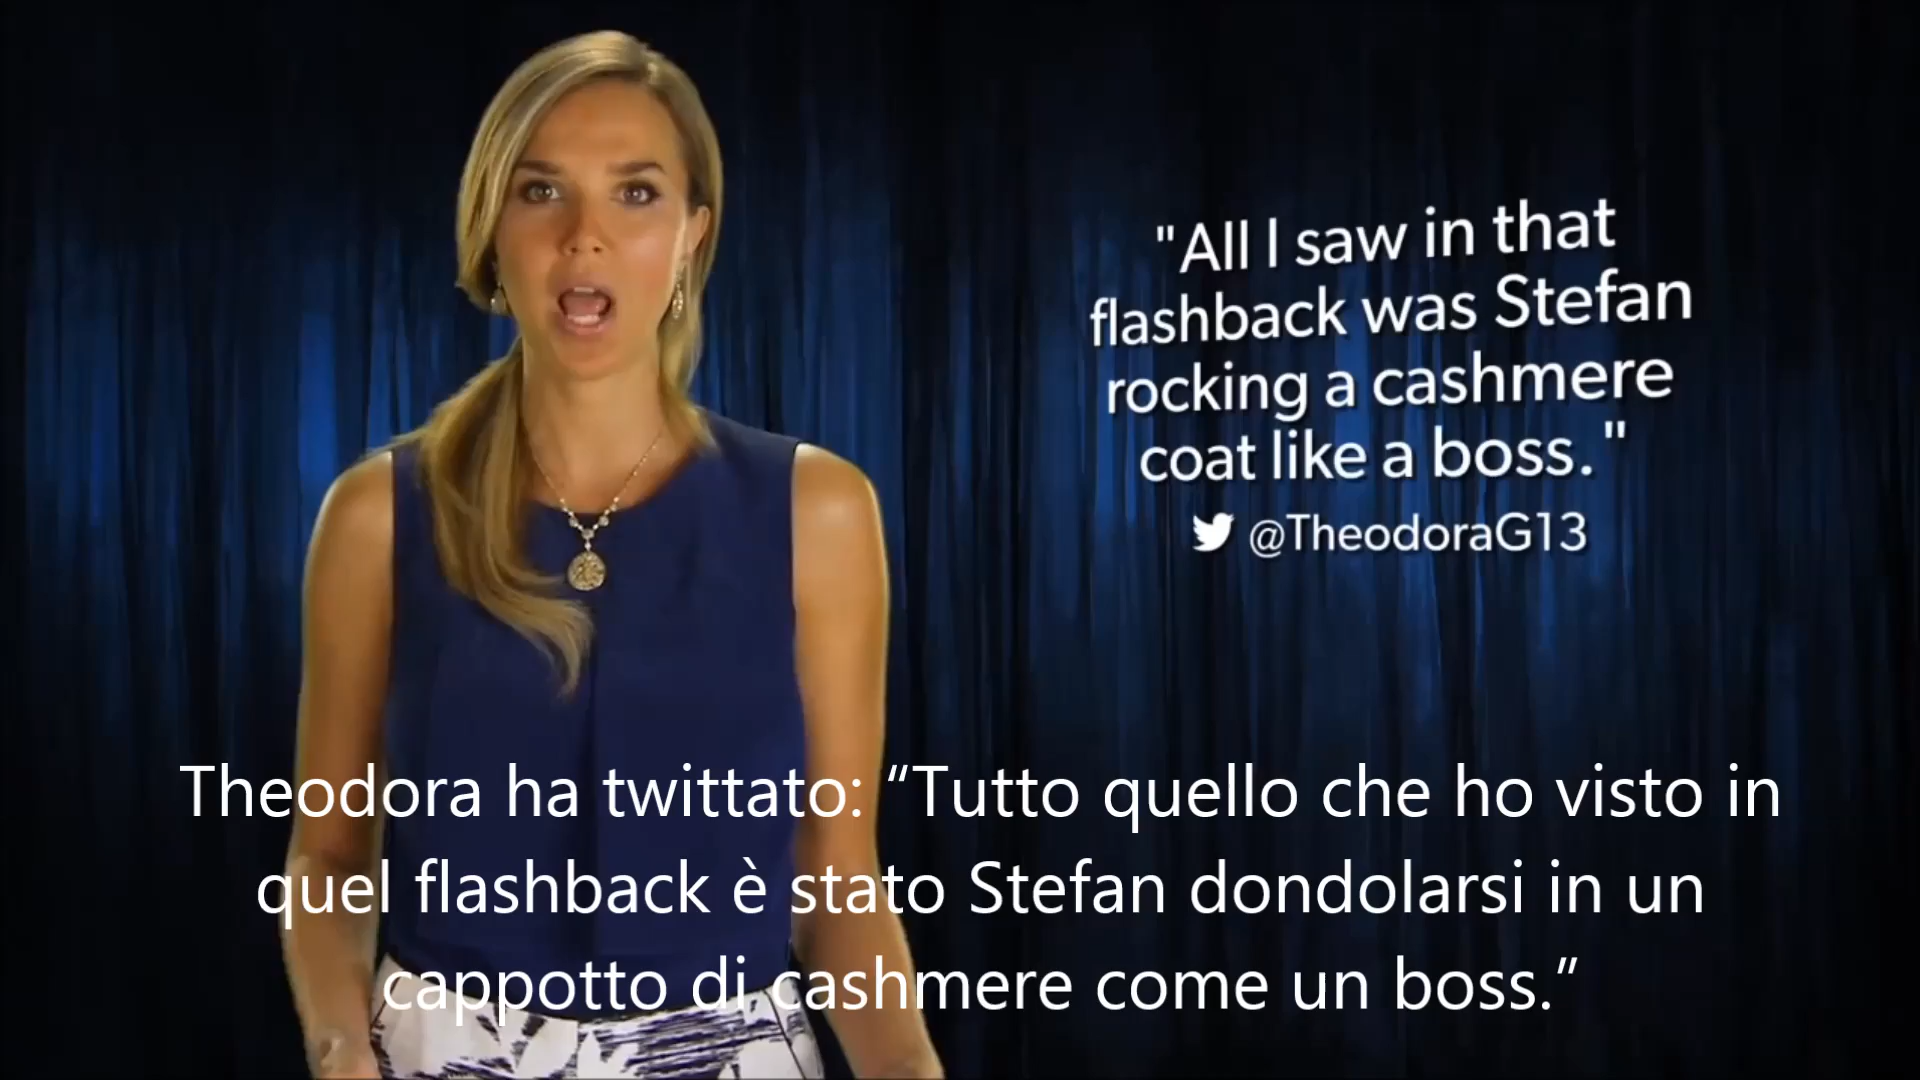 "All I saw in that
flashback was Stefan
rocking a cashmere
coat like a boss. "
@TheodoraG13
Theodora ha twittato: “Tutto quello che ho visto in
quel flashback è stato Stefan dondolarsi in un
cappotto di cashmere come un boss.”